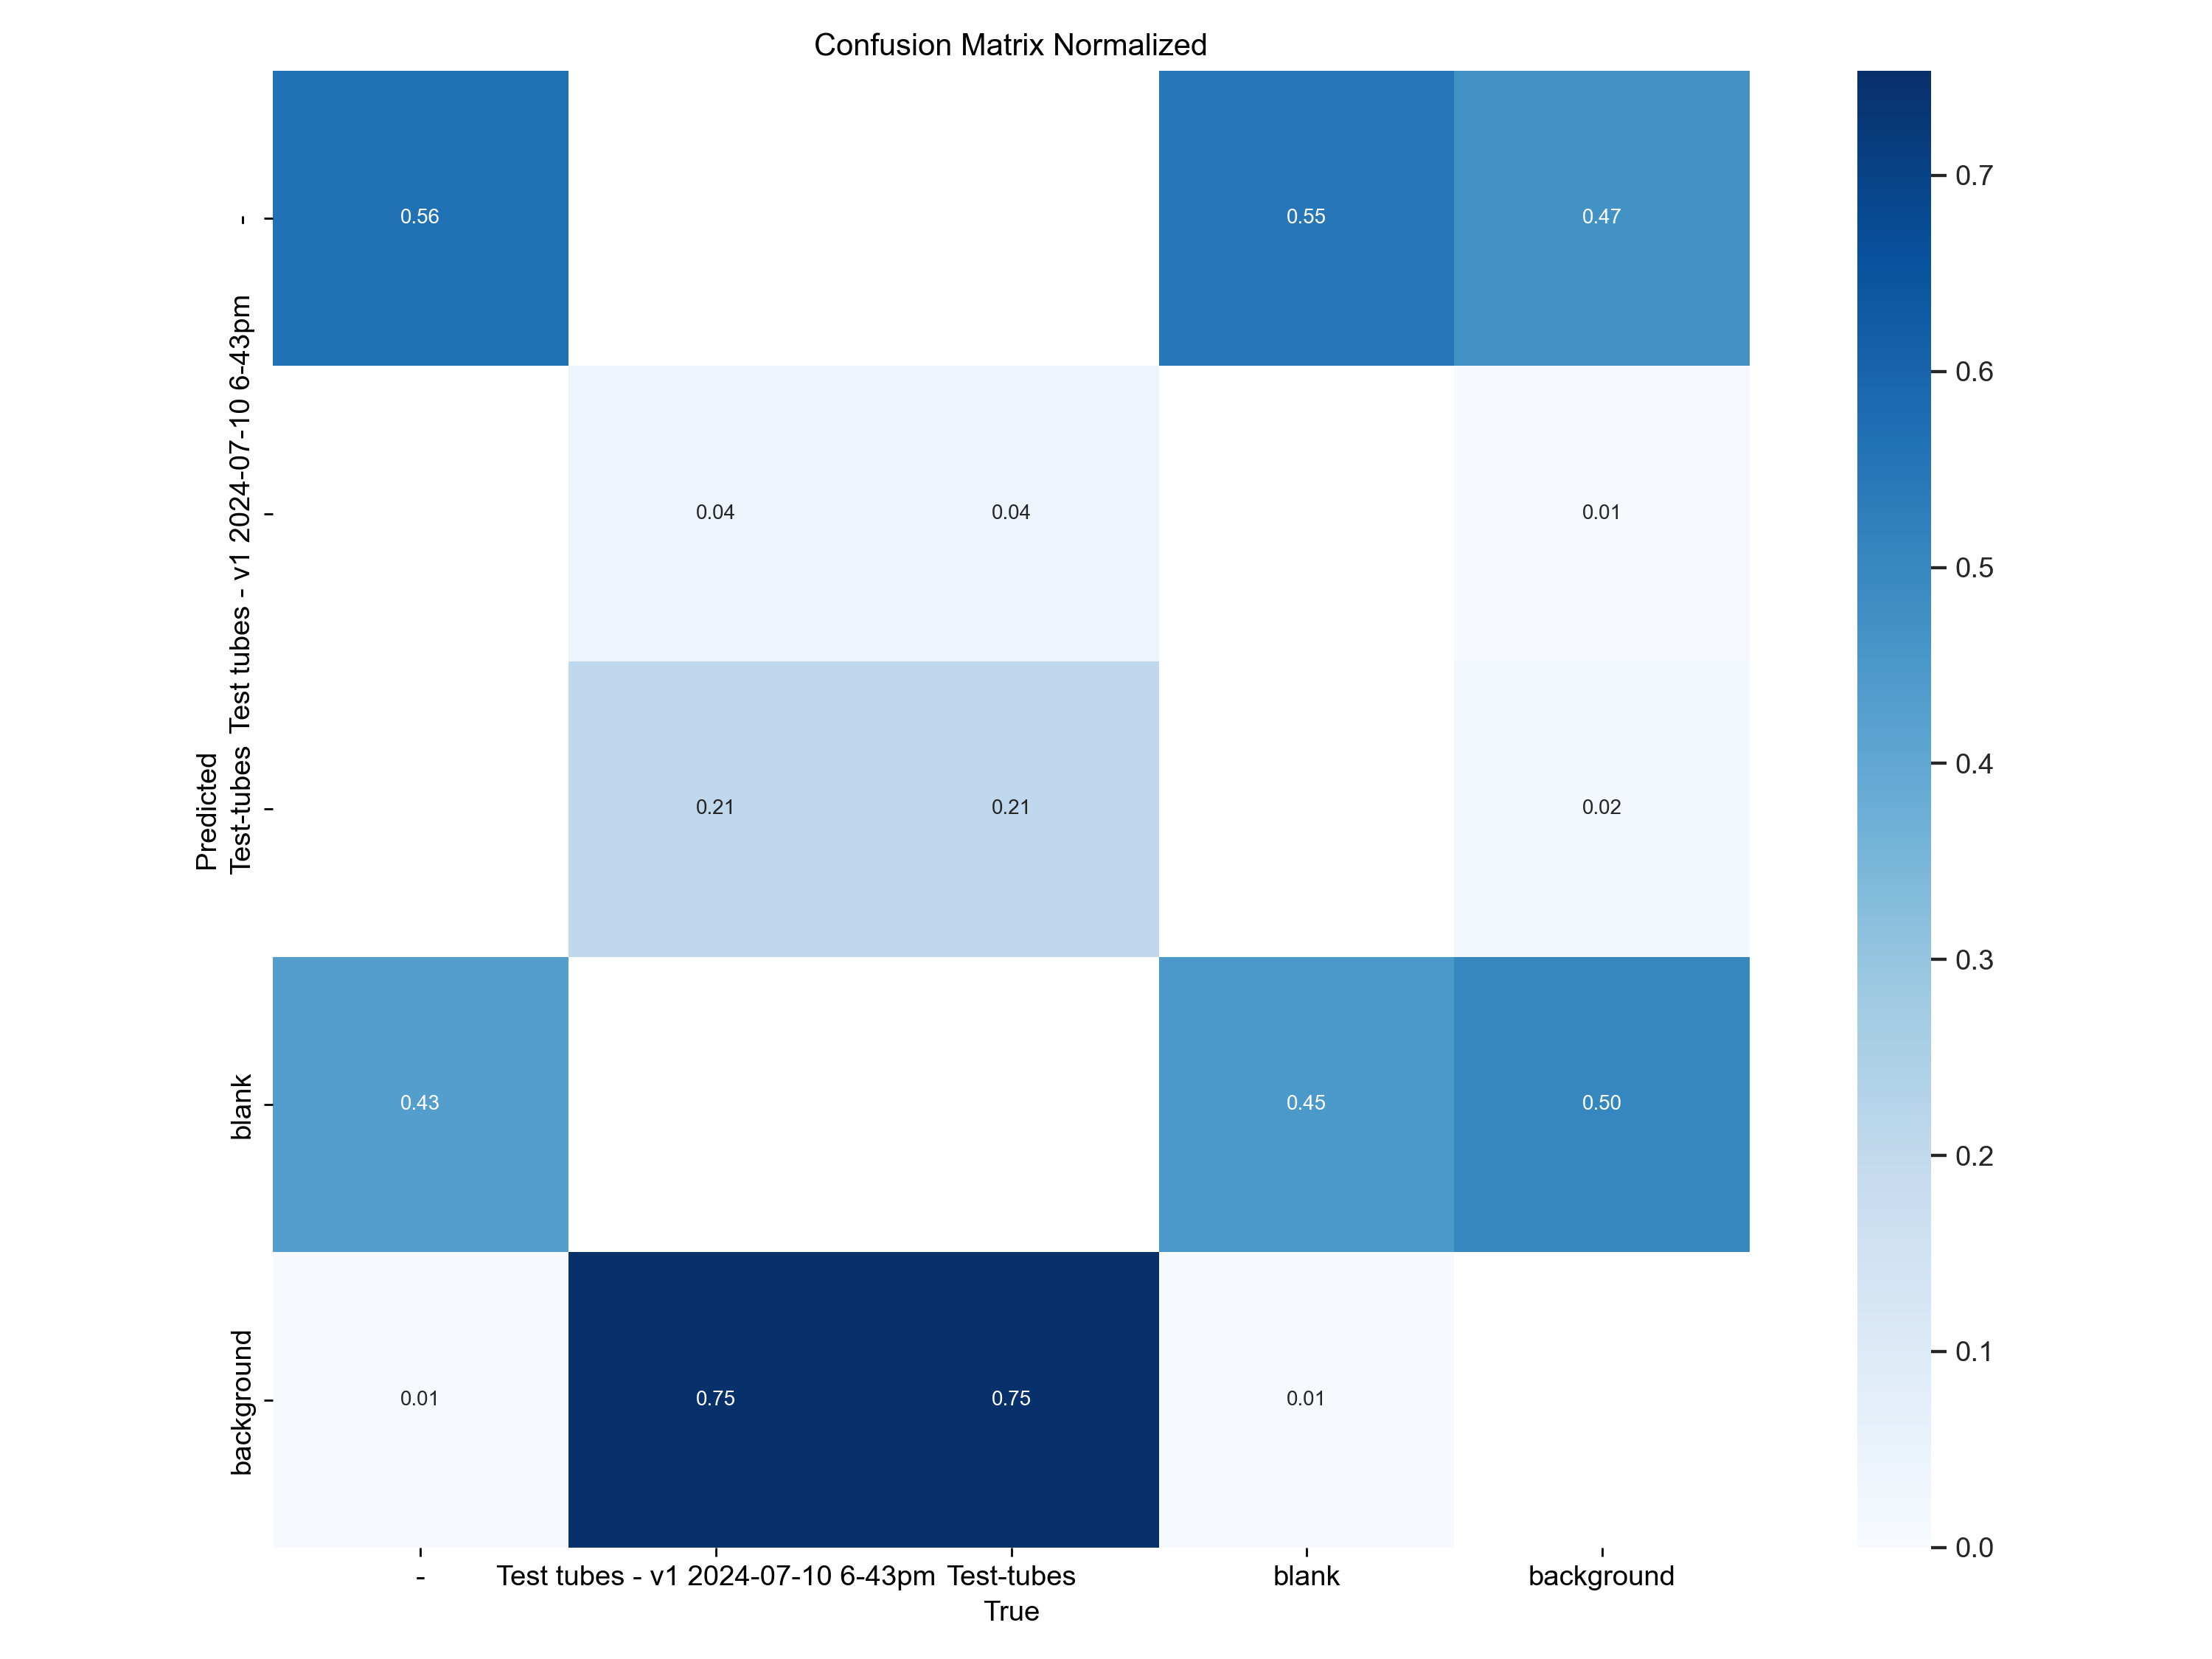 Confusion Matrix Normalized
-
0.56
0.55
0.47
Test tubes - v1 2024-07-10 6-43pm
0.04
0.04
0.01
Predicted
Test-tubes
0.21
0.21
0.02
blank
0.43
0.45
0.50
background
0.01
0.75
0.75
0.01
-
Test tubes - v1 2024-07-10 6-43pm
Test-tubes
blank
background
True
0.7
0.6
0.5
0.4
0.3
0.2
0.1
0.0